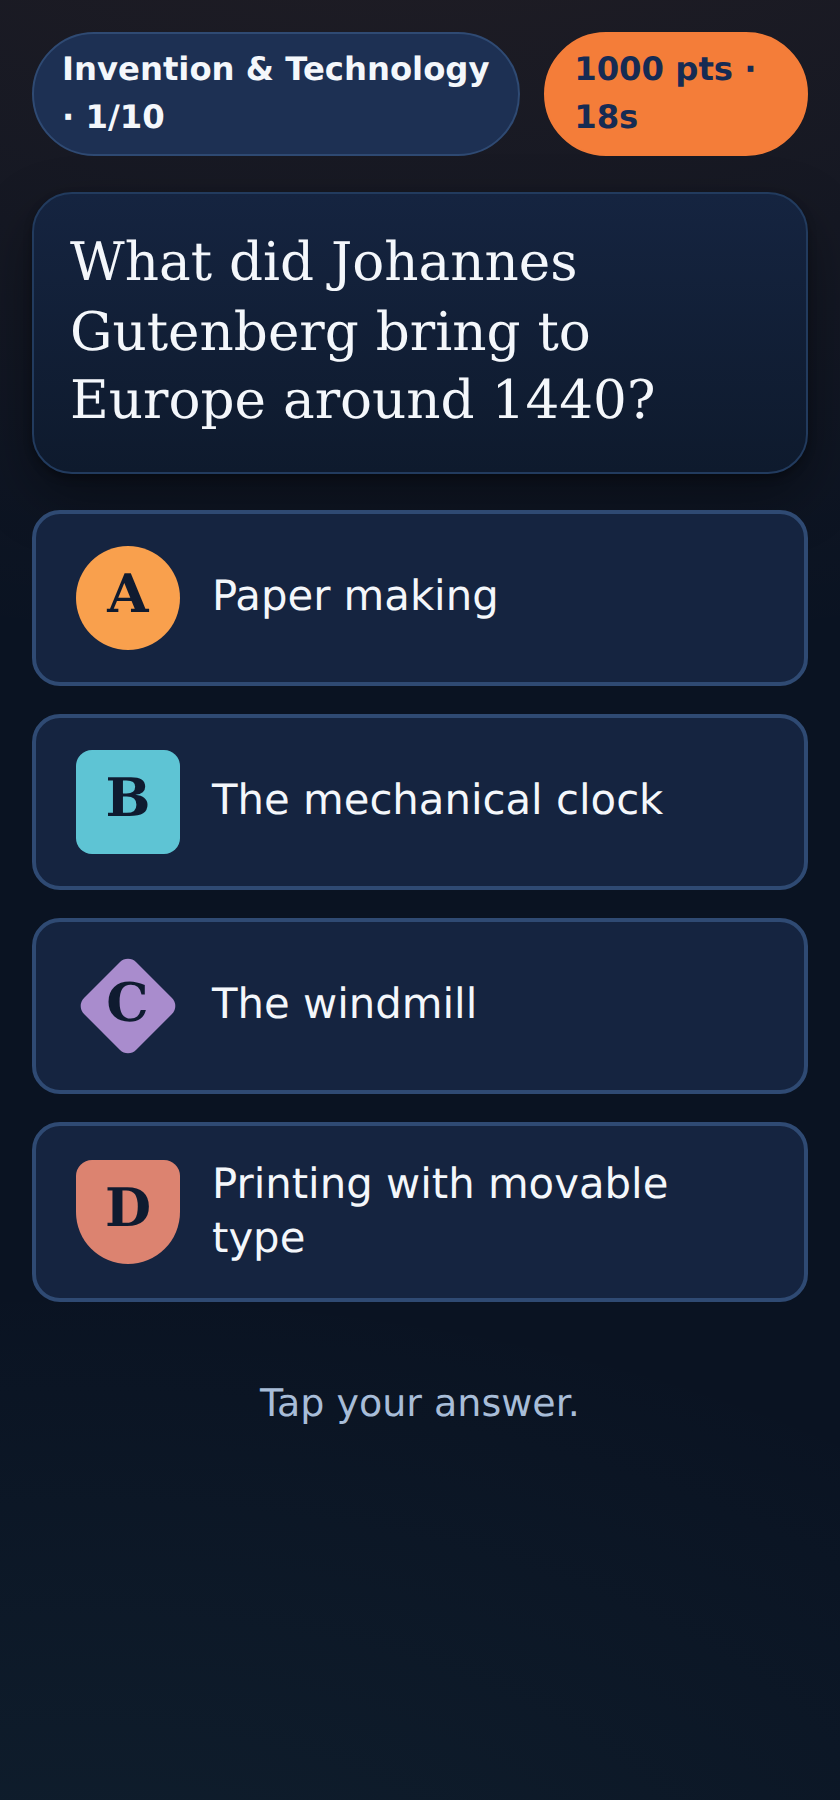 Invention & Technology
· 1/10
1000 pts ·
18s
What did Johannes
Gutenberg bring to
Europe around 1440?
A Paper making
B The mechanical clock
C The windmill
D Printing with movable
type
Tap your answer.